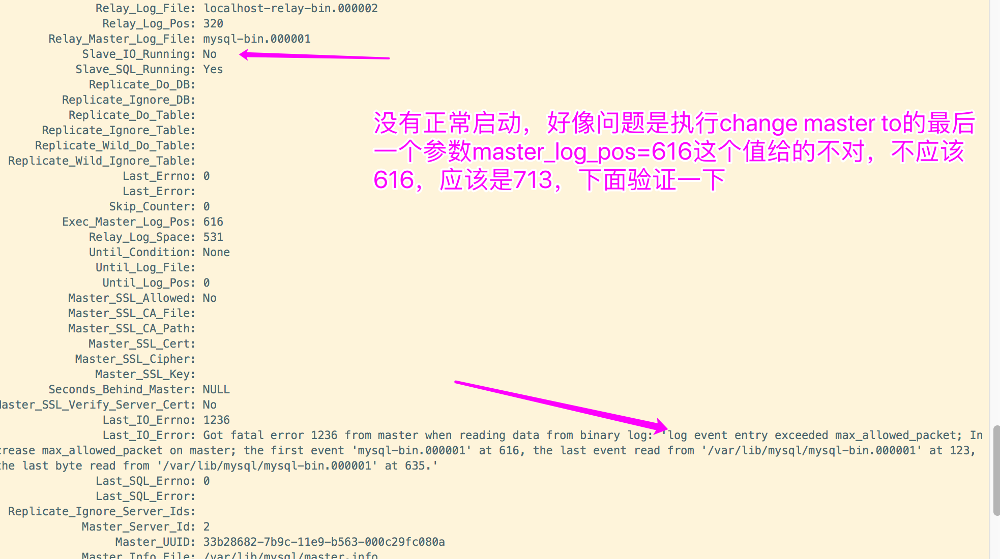 Relay_Log_File: localhost-relay-bin.000002
Relay_Log_Pos: 320
Relay_Master_Log_File: mysql-bin.000001
Slave_IO_Running: No
Slave_SQL_Running: Yes
Replicate_Do_DB:
Replicate_Ignore_DB:
Replicate_Do_Table:
Replicate_Ignore_Table:
Replicate_Wild_Do_Table:
Replicate_Wild_Ignore_Table:
没有正常启动，好像问题是执行change master to的最后
一个参数master_log_pos=616这个值给的不对，不应该
616，应该是713，下面验证一下
Last_Errno: 0
Last_Error:
Skip_Counter: 0
Exec_Master_Log_Pos: 616
Relay_Log_Space: 531
Until_Condition: None
Until_Log_File:
Until_Log_Pos: 0
Master_SSL_Allowed: No
Master_SSL_CA_File:
Master_SSL_CA_Path:
Master_SSL_Cert:
Master_SSL_Cipher:
Master_SSL_Key:
Seconds_Behind_Master: NULL
Master_SSL_Verify_Server_Cert: No
Last_IO_Errno: 1236
Last_IO_Error: Got fatal error 1236 from master when reading data from binary log: 'log event entry exceeded max_allowed_packet; In
crease max_allowed_packet on master; the first event 'mysql-bin.000001' at 616, the last event read from '/var/lib/mysql/mysql-bin.000001' at 123,
the last byte read from '/var/lib/mysql/mysql-bin.000001' at 635.'
Last_SQL_Errno: 0
Last_SQL_Error:
Replicate_Ignore_Server_Ids:
Master_Server_Id: 2
Master_UUID: 33b28682-7b9c-11e9-b563-000c29fc080a
Master_Info_File: /var/lib/mysql/master.info